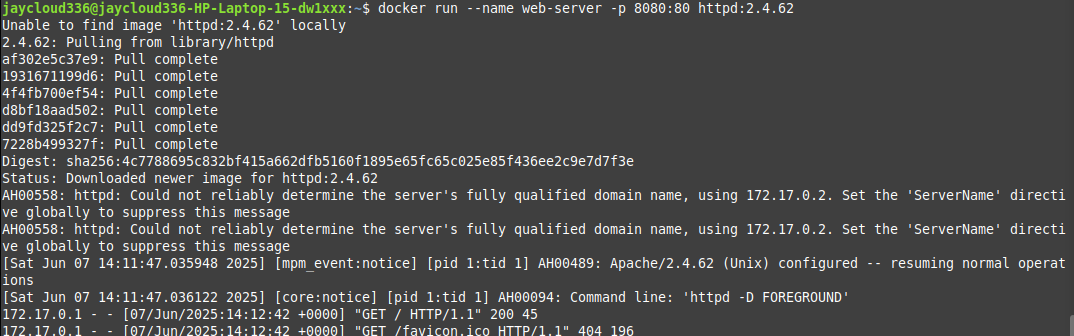 jaycloud336@jaycloud336-HP-Laptop-15-dw1xxx:~$ docker run --name web-server -p 8080:80 httpd:2.4.62
Unable to find image 'httpd:2.4.62' locally
2.4.62: Pulling from library/httpd
af302e5c37e9: Pull complete
1931671199d6: Pull complete
4f4fb700ef54: Pull complete
d8bf18aad502: Pull complete
dd9fd325f2c7: Pull complete
7228b499327f: Pull complete
Digest: sha256:4c7788695c832bf415a662dfb5160f1895e65fc65c025e85f436ee2c9e7d7f3e
Status: Downloaded newer image for httpd:2.4.62
AH00558: httpd: Could not reliably determine the server's fully qualified domain name, using 172.17.0.2. Set the 'ServerName' directi
ve globally to suppress this message
AH00558: httpd: Could not reliably determine the server's fully qualified domain name, using 172.17.0.2. Set the 'ServerName' directi
ve globally to suppress this message
[Sat Jun 07 14:11:47.035948 2025] [mpm_event:notice] [pid 1:tid 1] AH00489: Apache/2.4.62 (Unix) configured -- resuming normal operat
ions
[Sat Jun 07 14:11:47.036122 2025] [core:notice] [pid 1:tid 1] AH00094: Command line: 'httpd -D FOREGROUND'
172.17.0.1 - - [07/Jun/2025:14:12:42 +0000] "GET / HTTP/1.1" 200 45
172.17.0.1 - - [07/Jun/2025:14:12:42 +0000] "GET /favicon.ico HTTP/1.1" 404 196